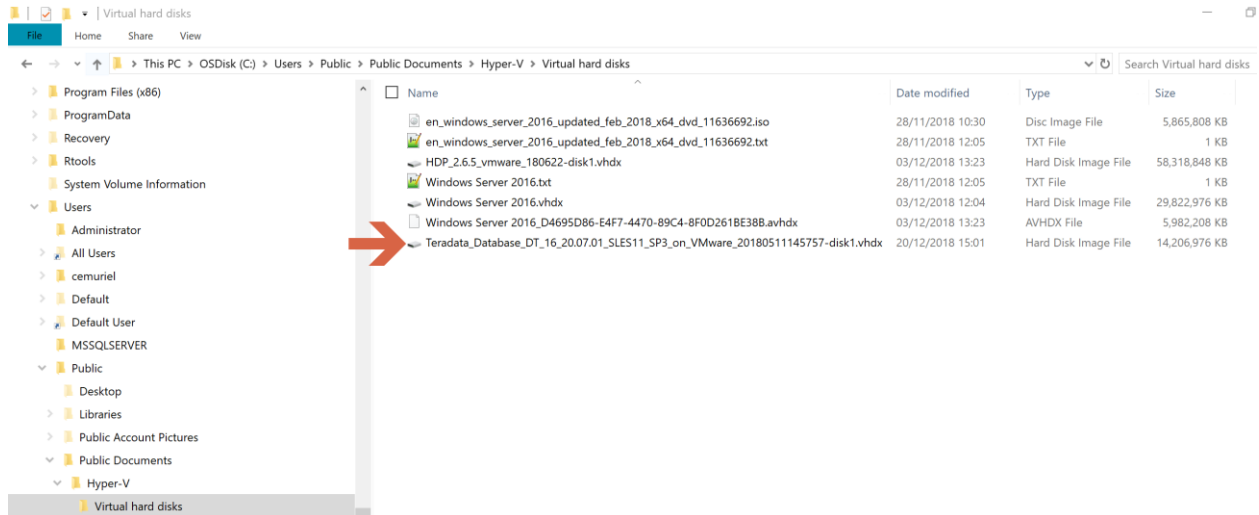 Virtual hard disks
File Home Share View
This PC > OSDisk (C:) > Users > Public > Public Documents > Hyper-V > Virtual hard disks Search Virtual hard disks
Program Files (x86)
ProgramData
Recovery
Rtools
System Volume Information
Users
Administrator
All Users
cemuriel
Default
Default User
MSSQLSERVER
Public
Desktop
Libraries
Public Account Pictures
Public Documents
Hyper-V
Virtual hard disks
Name Date modified Type Size
en_windows_server_2016_updated_feb_2018_x64_dvd_11636692.iso 28/11/2018 10:30 Disc Image File 5,865,808 KB
en_windows_server_2016_updated_feb_2018_x64_dvd_11636692.txt 28/11/2018 12:05 TXT File 1 KB
HDP_2.6.5_vmware_180622-disk1.vhdx 03/12/2018 13:23 Hard Disk Image File 58,318,848 KB
Windows Server 2016.txt 28/11/2018 12:05 TXT File 1 KB
Windows Server 2016.vhdx 03/12/2018 12:04 Hard Disk Image File 29,822,976 KB
Windows Server 2016_D4695D86-E4F7-4470-89C4-8F0D261BE38B.avhdx 03/12/2018 13:23 AVHDX File 5,982,208 KB
Teradata_Database_DT_16_20.07.01_SLES11_SP3_on_VMware_20180511145757-disk1.vhdx 20/12/2018 15:01 Hard Disk Image File 14,206,976 KB